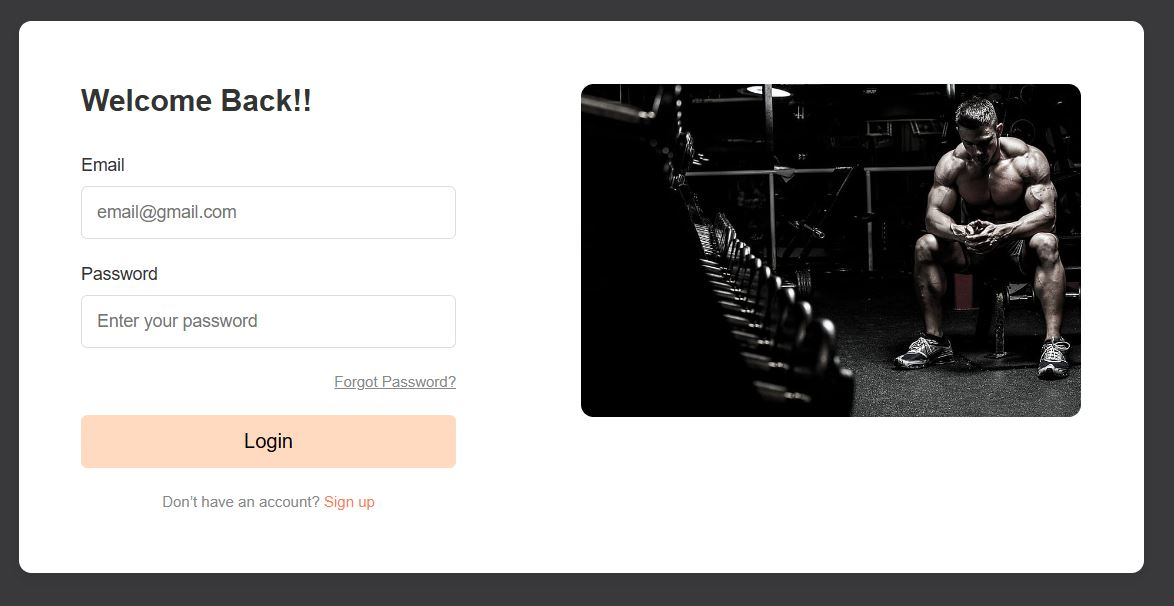 Welcome Back!!
Email
email@gmail.com
Password
Enter your password
Forgot Password?
Login
Don’t have an account? Sign up